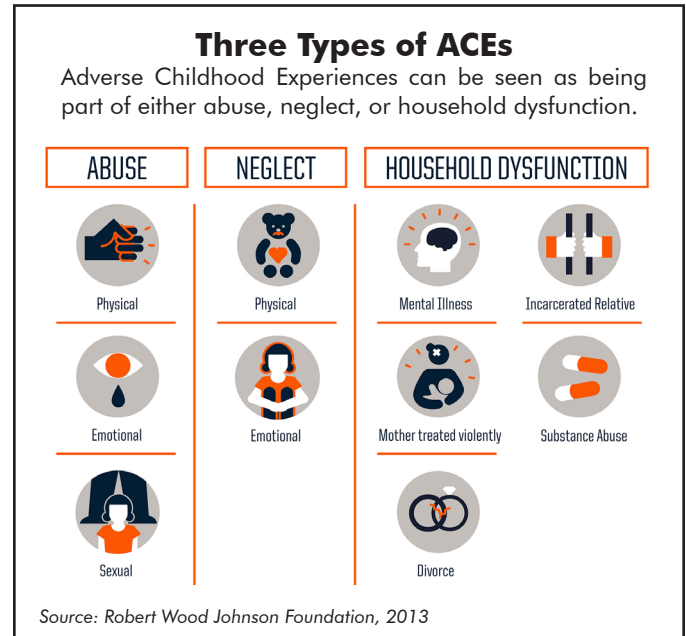 Three Types of ACEs
Adverse Childhood Experiences can be seen as being
part of either abuse, neglect, or household dysfunction.
ABUSE
NEGLECT
HOUSEHOLD DYSFUNCTION
Physical
Physical
Mental Illness
Incarcerated Relative
Emotional
Emotional
Mother treated violently
Substance Abuse
Sexual
Divorce
Source: Robert Wood Johnson Foundation, 2013